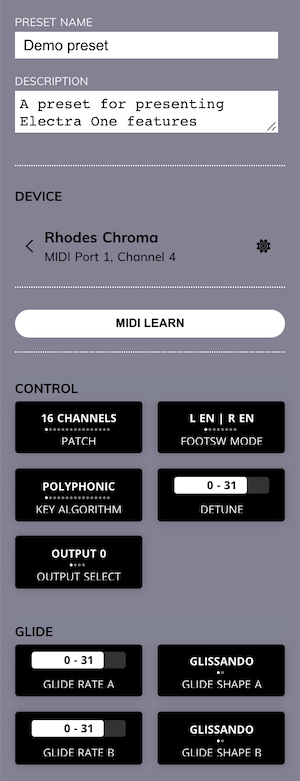 PRESET NAME
Demo preset
DESCRIPTION
A preset for presenting
Electra One features
DEVICE
Rhodes Chroma
MIDI Port 1, Channel 4
MIDI LEARN
CONTROL
16 CHANNELS
PATCH
L EN | R EN
FOOTSW MODE
POLYPHONIC
KEY ALGORITHM
0 - 31
DETUNE
OUTPUT 0
OUTPUT SELECT
GLIDE
0 - 31
GLIDE RATE A
GLISSANDO
GLIDE SHAPE A
0 - 31
GLIDE RATE B
GLISSANDO
GLIDE SHAPE B